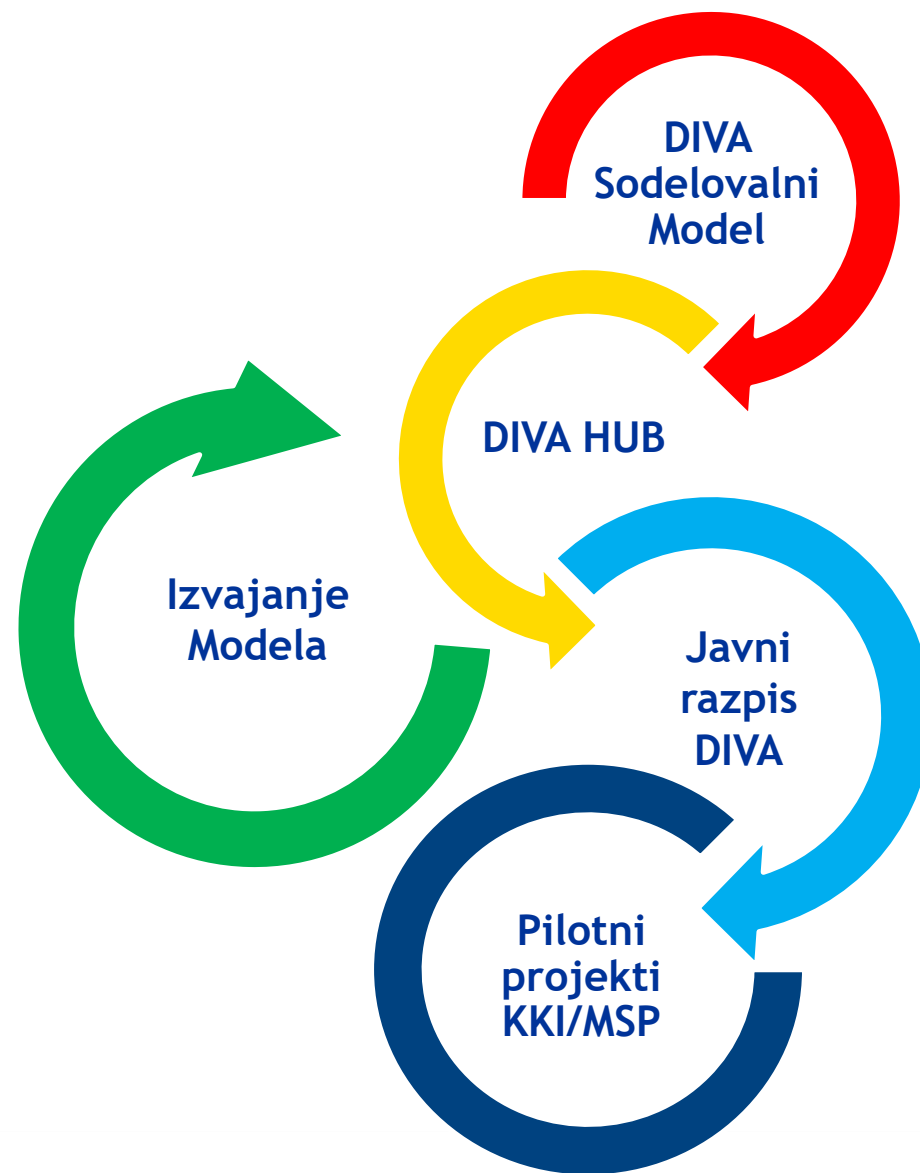 DIVA
Sodelovalni
Model
DIVA HUB
Izvajanje
Modela
Javni
razpis
DIVA
Pilotni
projekti
KKI/MSP